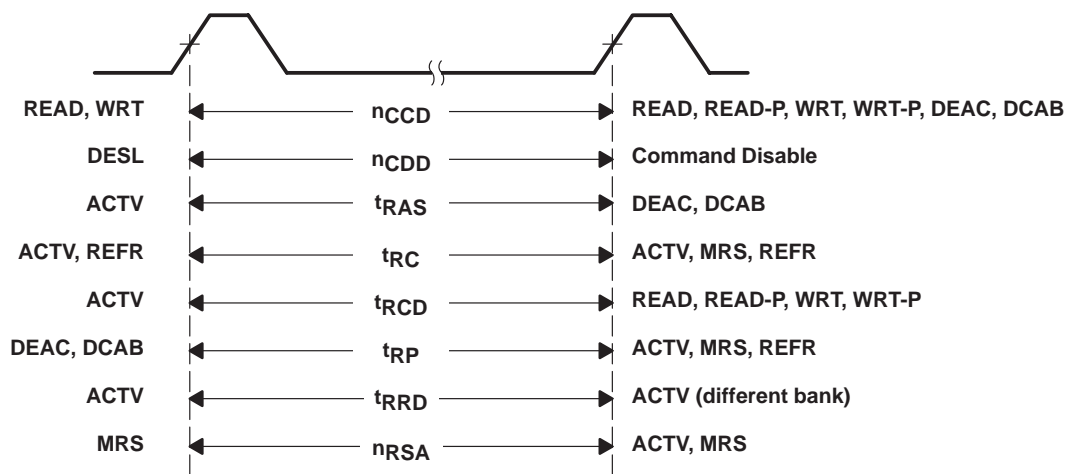 READ, WRT nCCD READ, READ-P, WRT, WRT-P, DEAC, DCAB
DESL nCDD Command Disable
ACTV tRAS DEAC, DCAB
ACTV, REFR tRC ACTV, MRS, REFR
ACTV tRCD READ, READ-P, WRT, WRT-P
DEAC, DCAB tRP ACTV, MRS, REFR
ACTV tRRD ACTV (different bank)
MRS nRSA ACTV, MRS